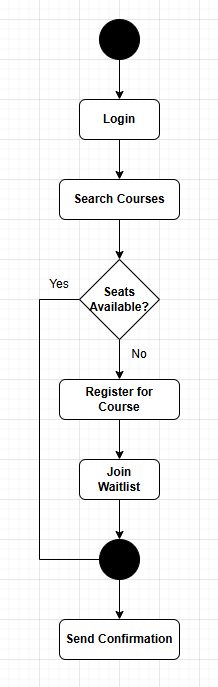 Login
Search Courses
Yes
Seats
Available?
No
Register for
Course
Join
Waitlist
Send Confirmation